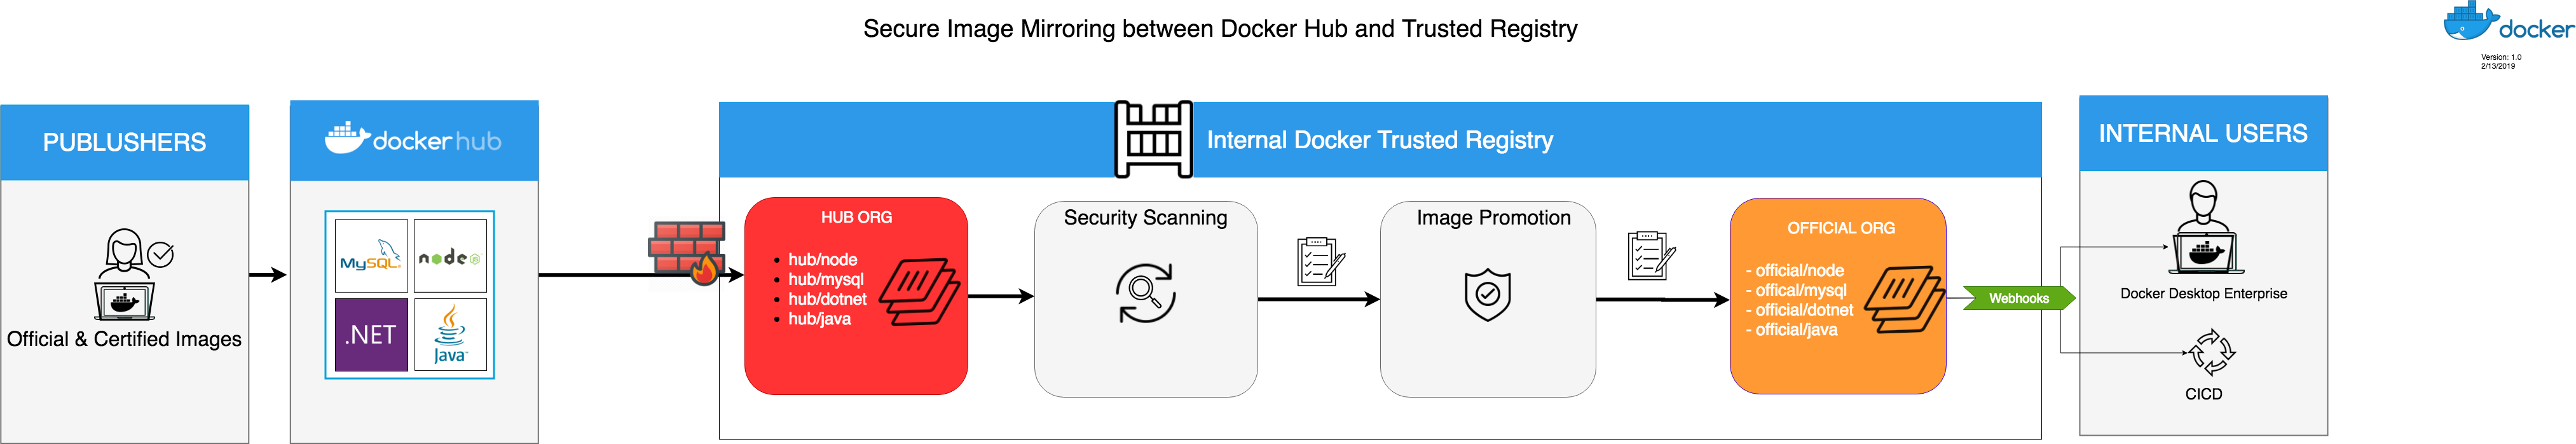 Secure Image Mirroring between Docker Hub and Trusted Registry
docker
Version: 1.0
2/13/2019
PUBLUSHERS
Official & Certified Images
dockerhub
MySQL
node
JS
.NET
Java
Internal Docker Trusted Registry
HUB ORG
• hub/node
• hub/mysql
• hub/dotnet
• hub/java
Security Scanning
Image Promotion
OFFICIAL ORG
- official/node
- offical/mysql
- official/dotnet
- official/java
Webhooks
INTERNAL USERS
Docker Desktop Enterprise
CICD